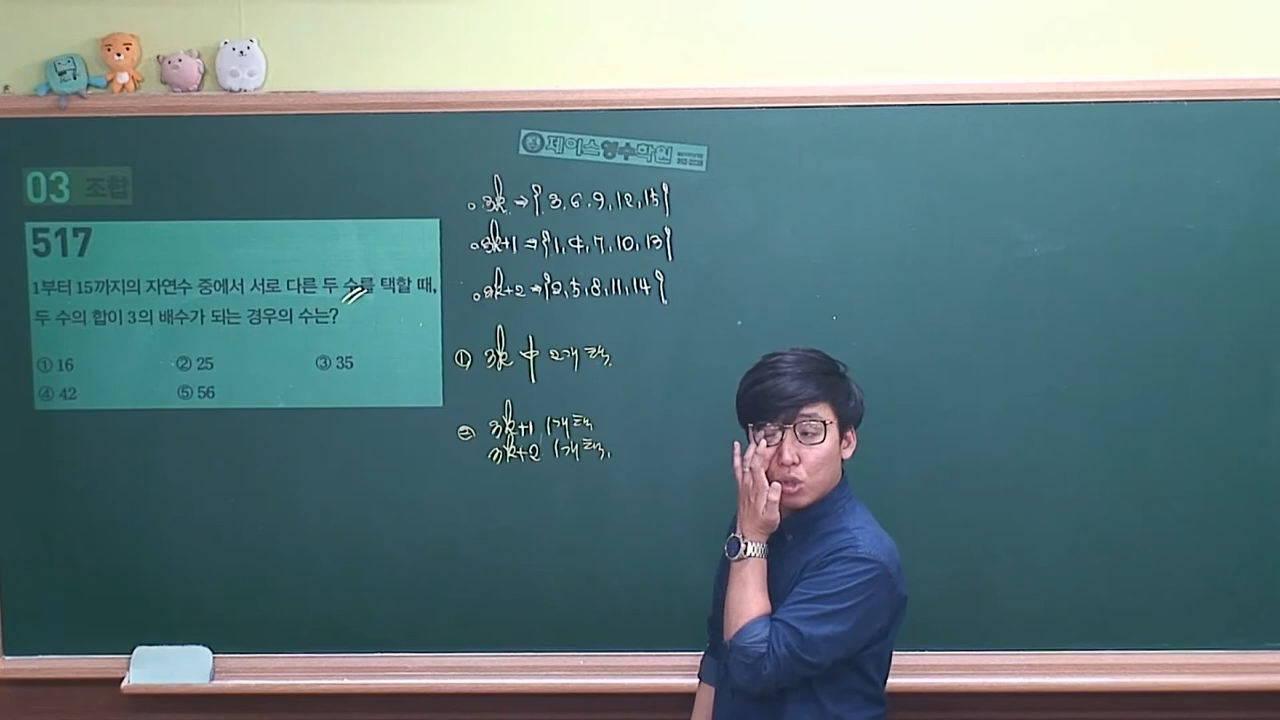 제이스영수학원
03 조합
517
1부터 15까지의 자연수 중에서 서로 다른 두 수를 택할 때,
두 수의 합이 3의 배수가 되는 경우의 수는?
① 16 ② 25 ③ 35
④ 42 ⑤ 56
3k → {3, 6, 9, 12, 15}
3k+1 → {1, 4, 7, 10, 13}
3k+2 → {2, 5, 8, 11, 14}
① 3k 中 2개 택.
② 3k+1 1개 택
3k+2 1개 택.